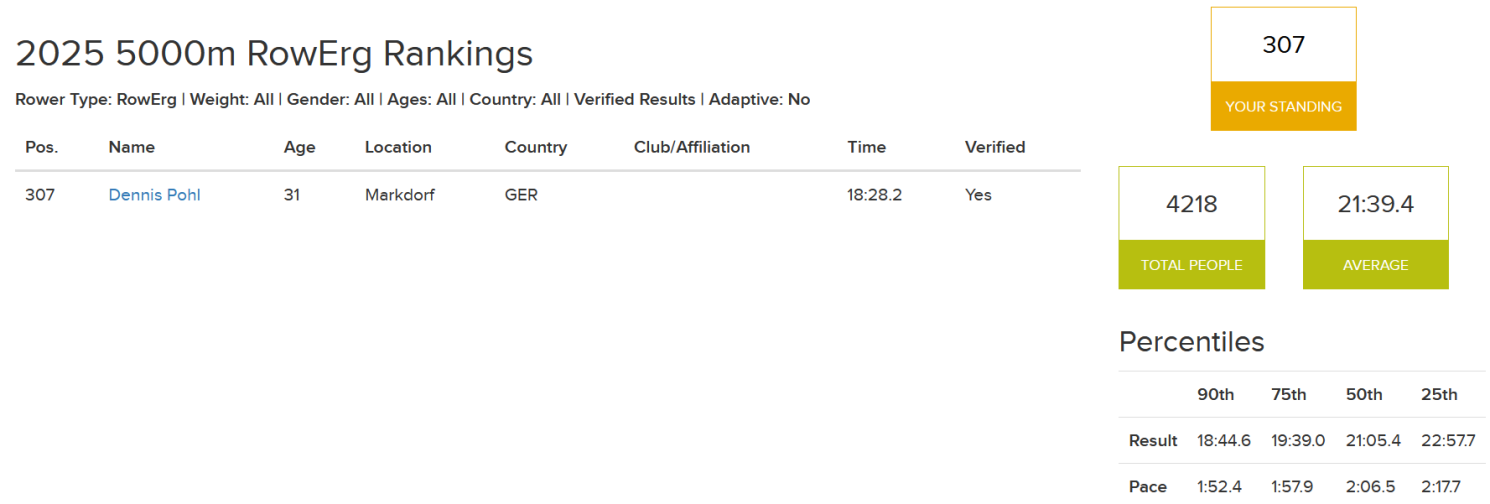 2025 5000m RowErg Rankings
Rower Type: RowErg | Weight: All | Gender: All | Ages: All | Country: All | Verified Results | Adaptive: No
Pos. Name Age Location Country Club/Affiliation Time Verified
307 Dennis Pohl 31 Markdorf GER 18:28.2 Yes
307
YOUR STANDING
4218 21:39.4
TOTAL PEOPLE AVERAGE
Percentiles
90th 75th 50th 25th
Result 18:44.6 19:39.0 21:05.4 22:57.7
Pace 1:52.4 1:57.9 2:06.5 2:17.7